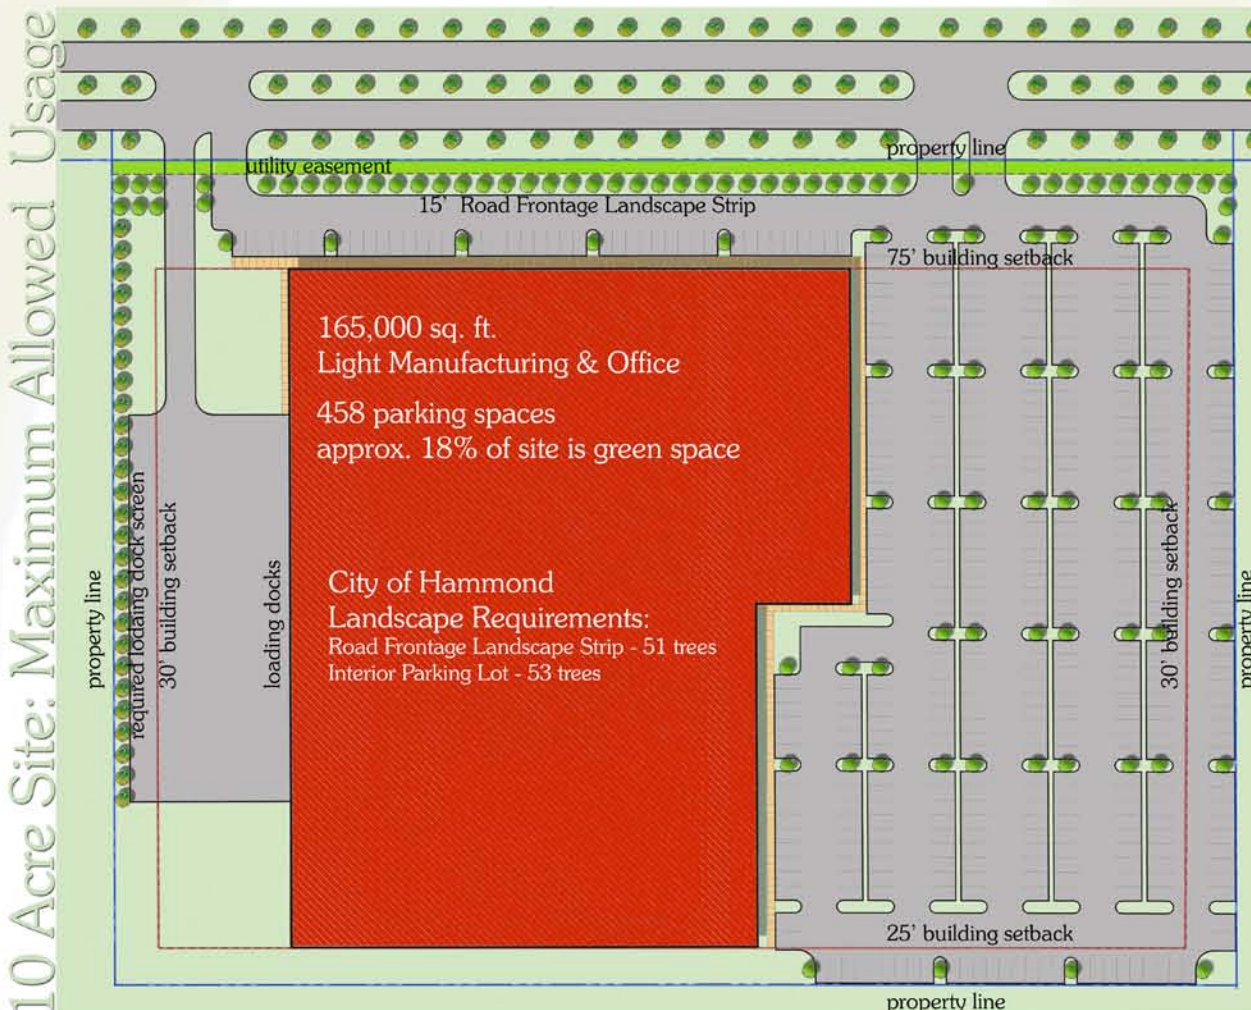 10 Acre Site: Maximum Allowed Usage
property line
utility easement
15' Road Frontage Landscape Strip
75' building setback
165,000 sq. ft.
Light Manufacturing & Office
458 parking spaces
approx. 18% of site is green space
City of Hammond
Landscape Requirements:
Road Frontage Landscape Strip - 51 trees
Interior Parking Lot - 53 trees
property line
required lodaing dock screen
30' building setback
loading docks
30' building setback
property line
25' building setback
property line